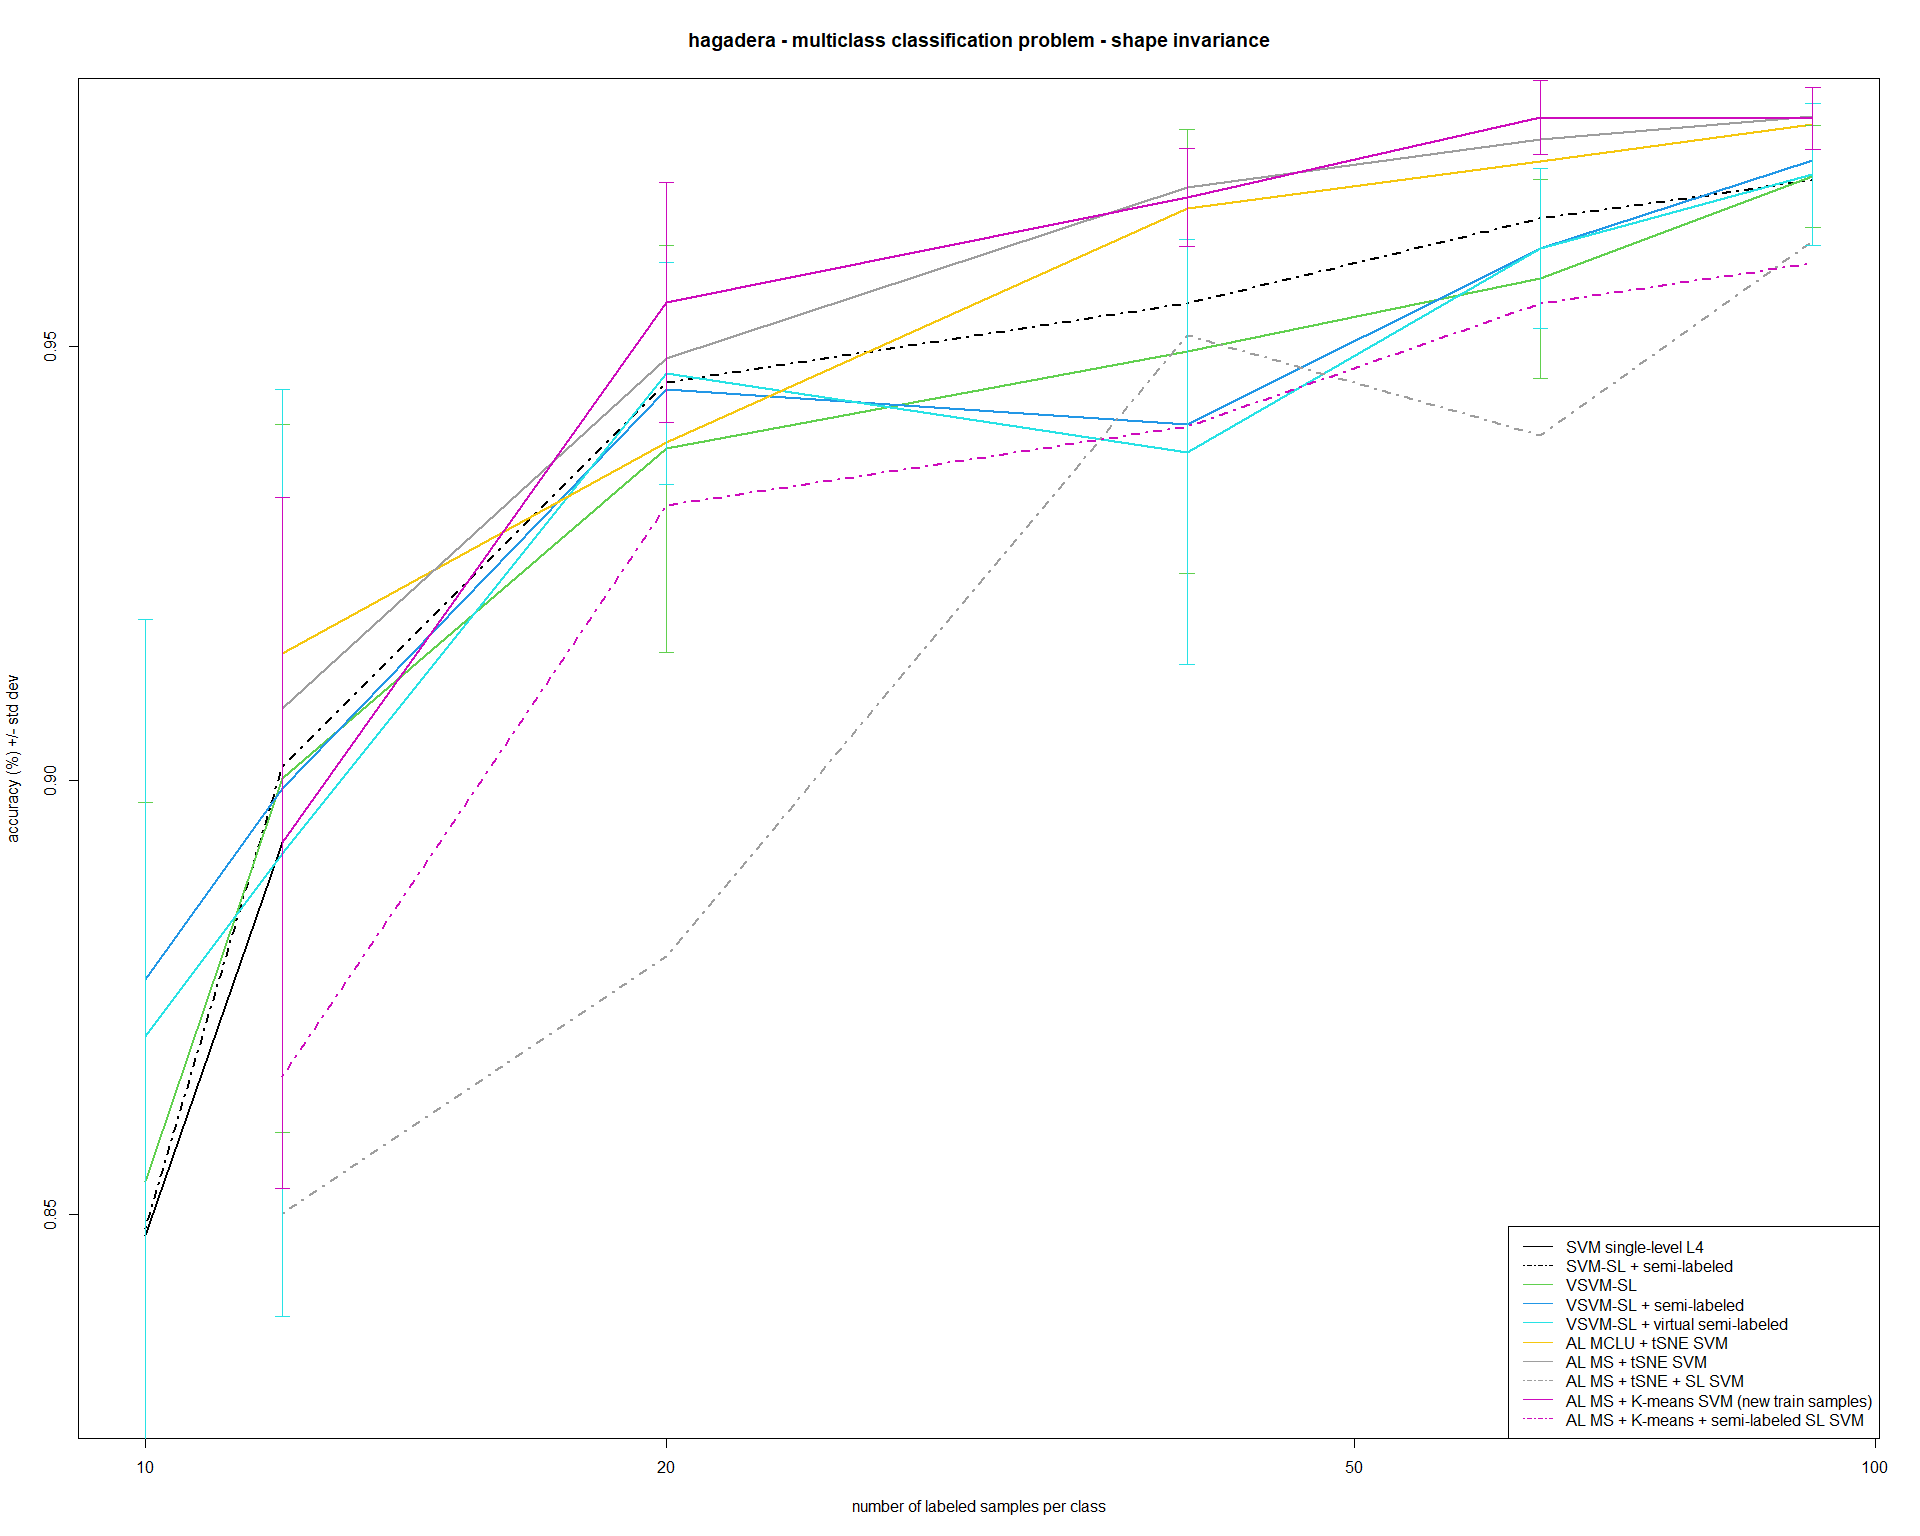 hagadera - multiclass classification problem - shape invariance
accuracy (%) +/- std dev
0.95
0.90
0.85
SVM single-level L4
SVM-SL + semi-labeled
VSVM-SL
VSVM-SL + semi-labeled
VSVM-SL + virtual semi-labeled
AL MCLU + tSNE SVM
AL MS + tSNE SVM
AL MS + tSNE + SL SVM
AL MS + K-means SVM (new train samples)
AL MS + K-means + semi-labeled SL SVM
10 20 50 100
number of labeled samples per class